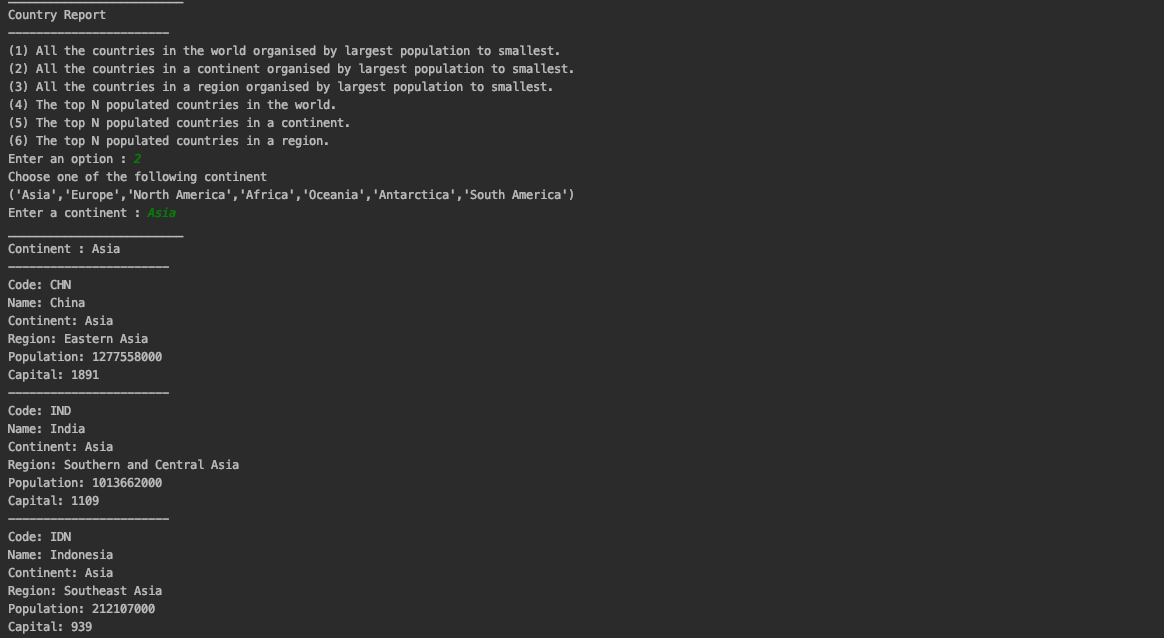 Country Report
-----------------------
(1) All the countries in the world organised by largest population to smallest.
(2) All the countries in a continent organised by largest population to smallest.
(3) All the countries in a region organised by largest population to smallest.
(4) The top N populated countries in the world.
(5) The top N populated countries in a continent.
(6) The top N populated countries in a region.
Enter an option : 2
Choose one of the following continent
('Asia','Europe','North America','Africa','Oceania','Antarctica','South America')
Enter a continent : Asia
_________________________
Continent : Asia
-----------------------
Code: CHN
Name: China
Continent: Asia
Region: Eastern Asia
Population: 1277558000
Capital: 1891
-----------------------
Code: IND
Name: India
Continent: Asia
Region: Southern and Central Asia
Population: 1013662000
Capital: 1109
-----------------------
Code: IDN
Name: Indonesia
Continent: Asia
Region: Southeast Asia
Population: 212107000
Capital: 939